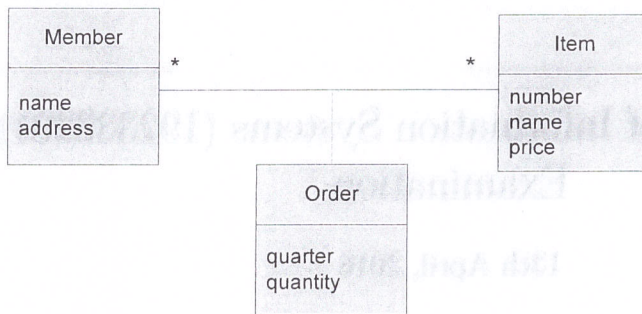 Member
name
address
*
*
Item
number
name
price
Order
quarter
quantity